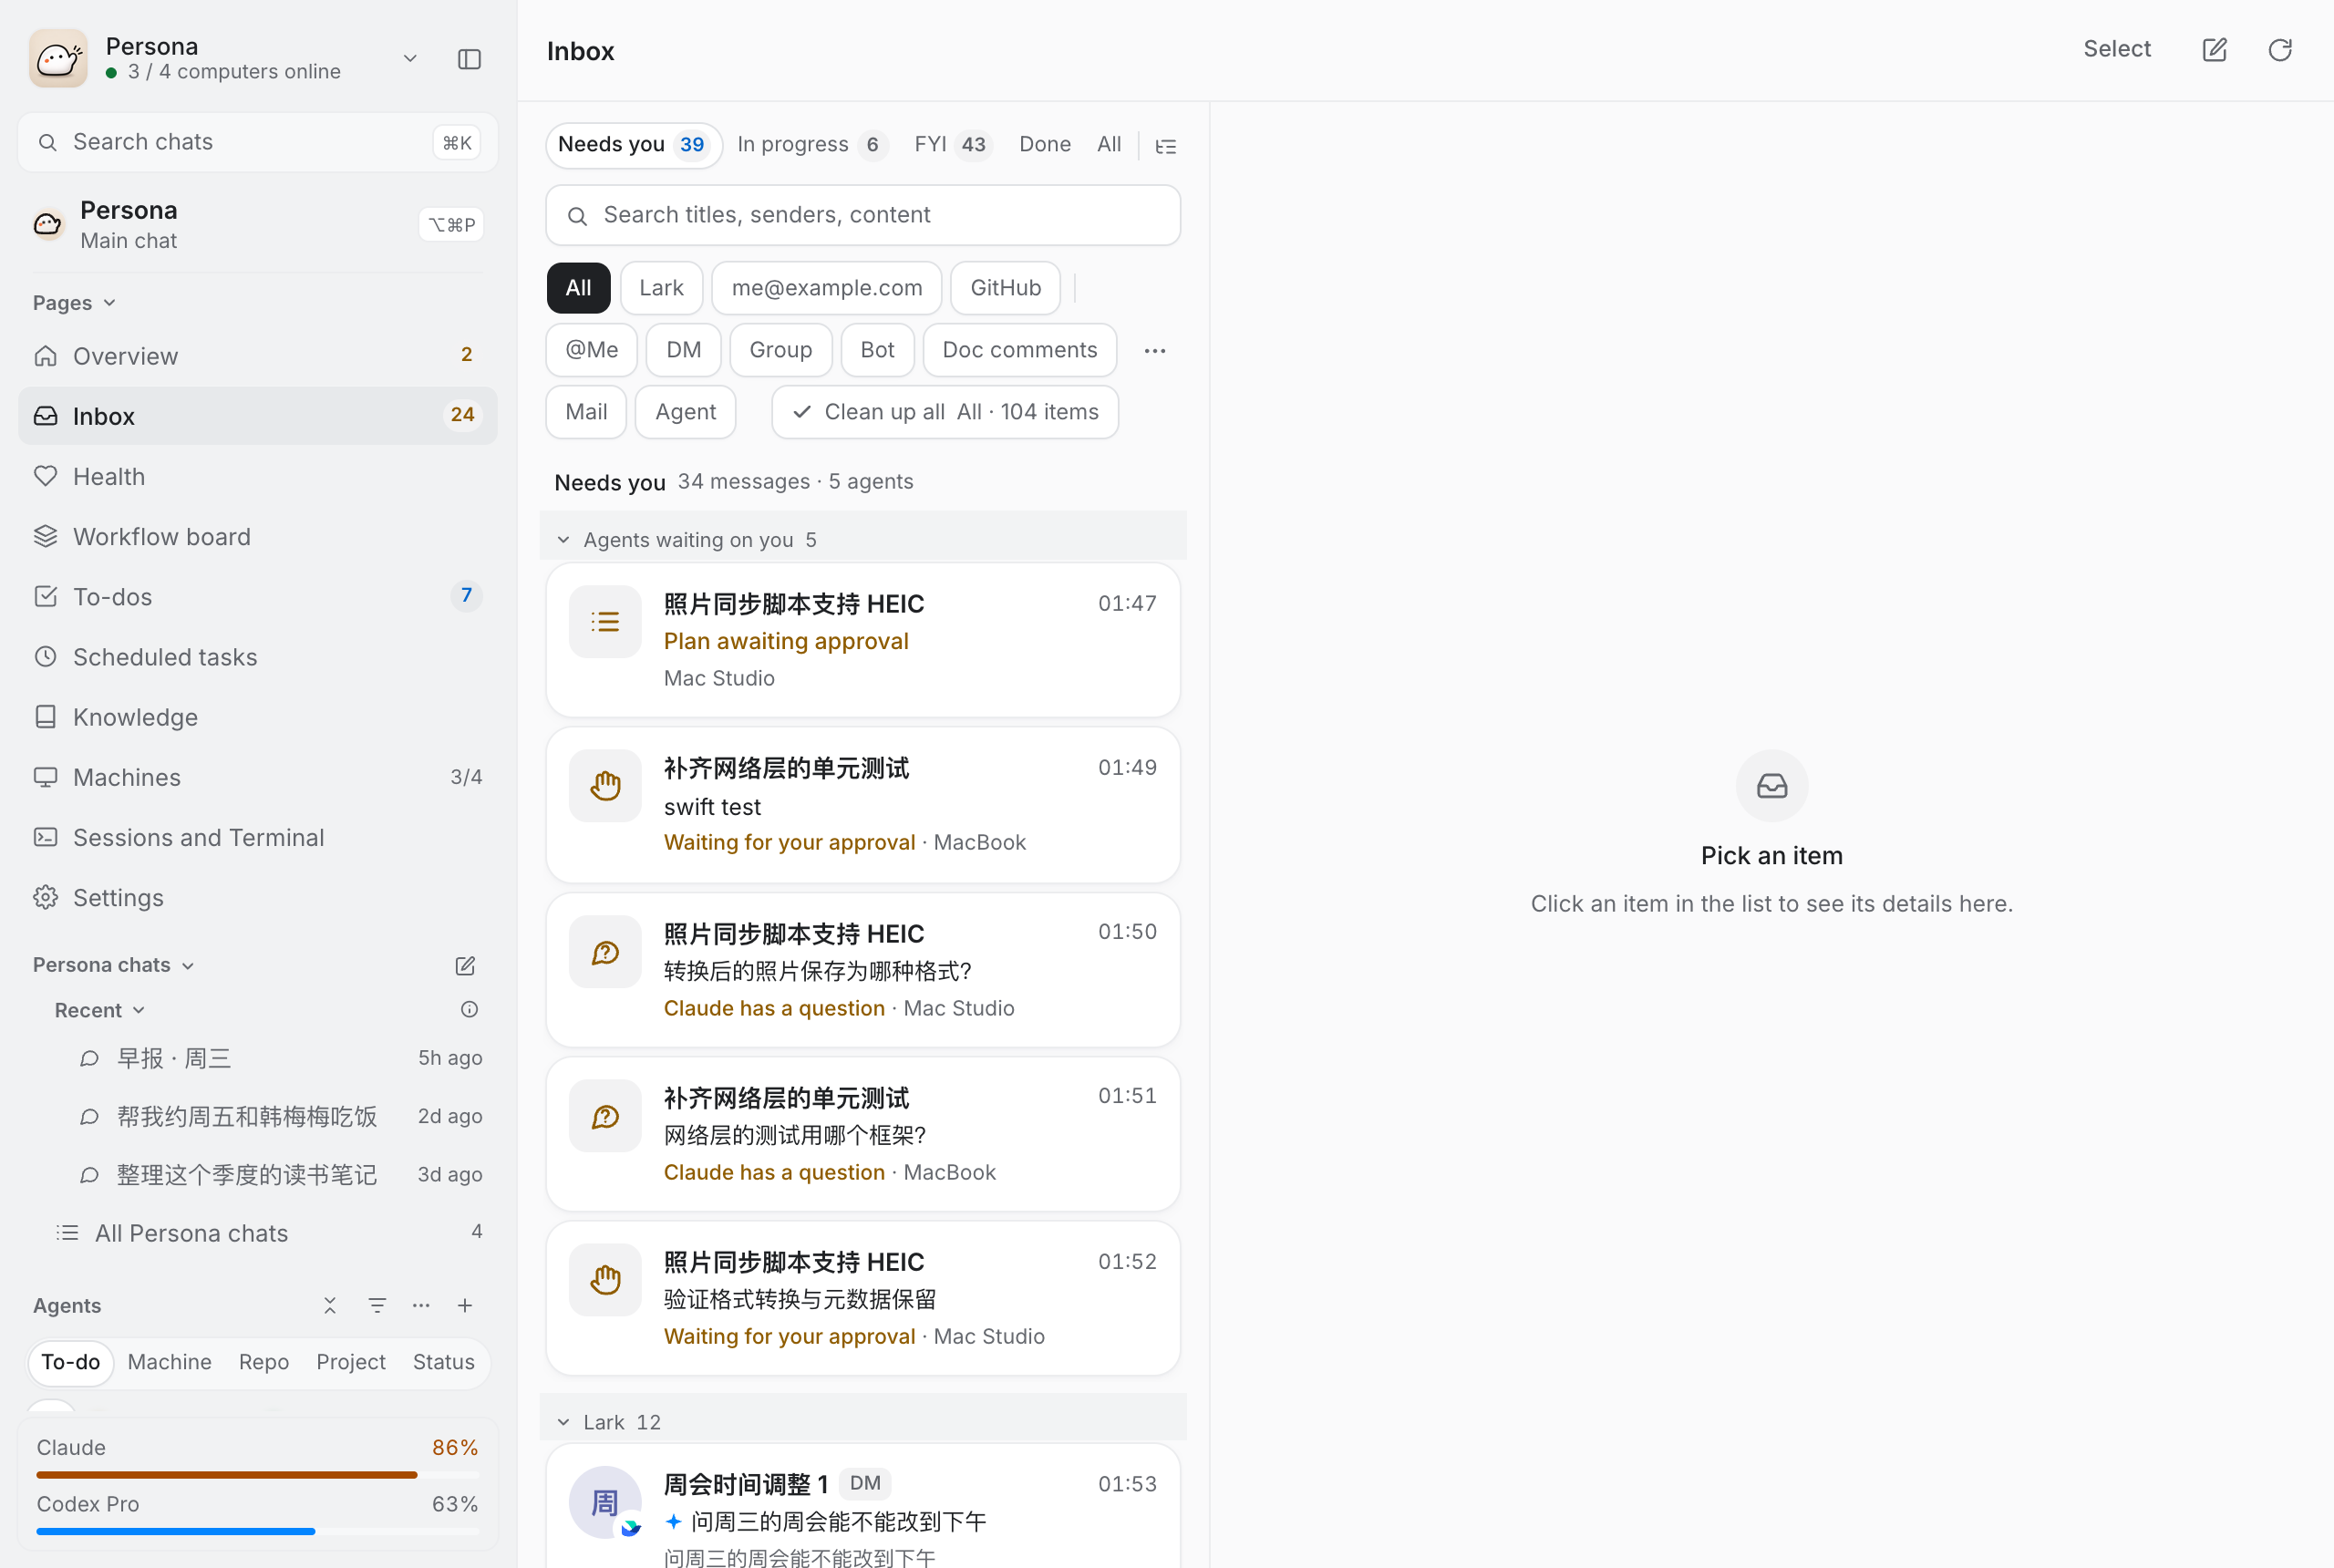 Persona
3 / 4 computers online
Search chats ⌘K
Persona
Main chat
⌥⌘P
Pages
Overview 2
Inbox 24
Health
Workflow board
To-dos 7
Scheduled tasks
Knowledge
Machines 3/4
Sessions and Terminal
Settings
Persona chats
Recent
早报 · 周三 5h ago
帮我约周五和韩梅梅吃饭 2d ago
整理这个季度的读书笔记 3d ago
All Persona chats 4
Agents
To-do Machine Repo Project Status
Claude 86%
Codex Pro 63%
Inbox
Select
Needs you 39 In progress 6 FYI 43 Done All
Search titles, senders, content
All Lark me@example.com GitHub
@Me DM Group Bot Doc comments
Mail Agent Clean up all All · 104 items
Needs you 34 messages · 5 agents
Agents waiting on you 5
照片同步脚本支持 HEIC 01:47
Plan awaiting approval
Mac Studio
补齐网络层的单元测试 01:49
swift test
Waiting for your approval · MacBook
照片同步脚本支持 HEIC 01:50
转换后的照片保存为哪种格式?
Claude has a question · Mac Studio
补齐网络层的单元测试 01:51
网络层的测试用哪个框架?
Claude has a question · MacBook
照片同步脚本支持 HEIC 01:52
验证格式转换与元数据保留
Waiting for your approval · Mac Studio
Lark 12
周
周会时间调整 1 DM 01:53
问周三的周会能不能改到下午
问周三的周会能不能改到下午
Pick an item
Click an item in the list to see its details here.